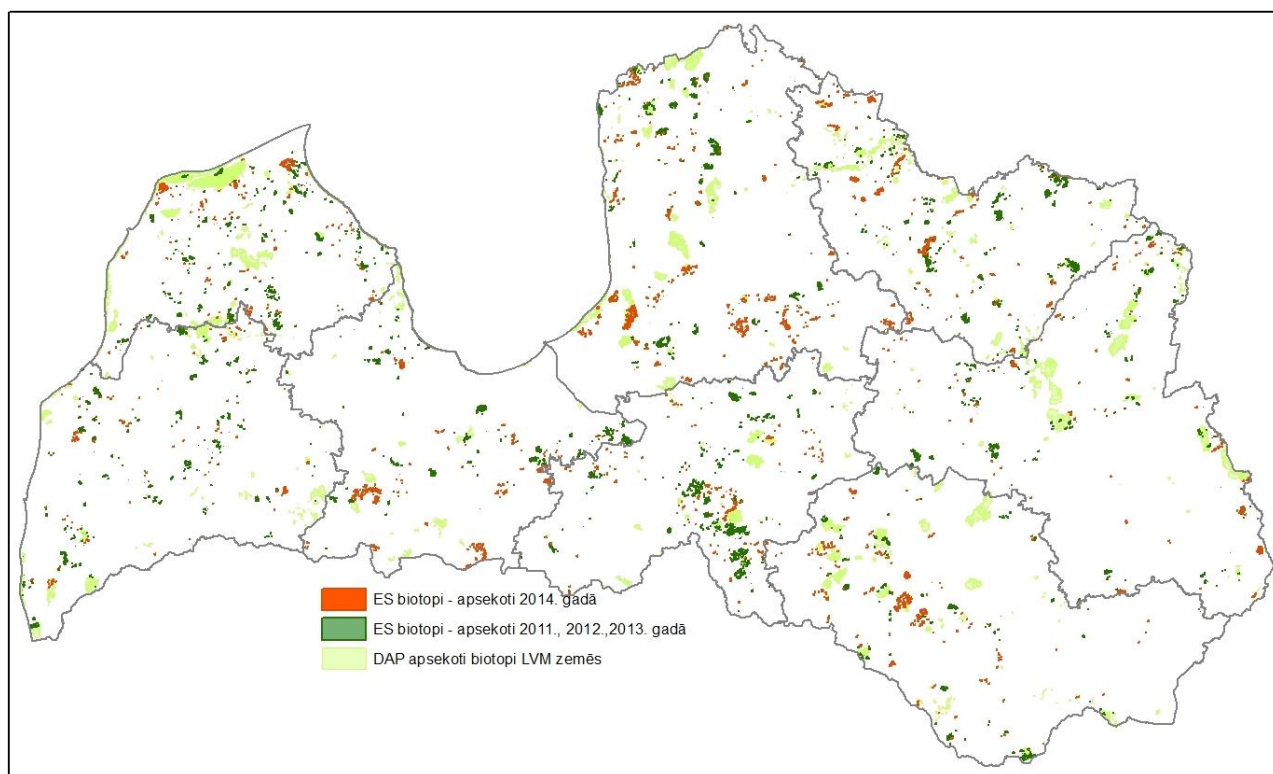 ES biotopi - apsekoti 2014. gadā
ES biotopi - apsekoti 2011., 2012.,2013. gadā
DAP apsekoti biotopi LVM zemēs